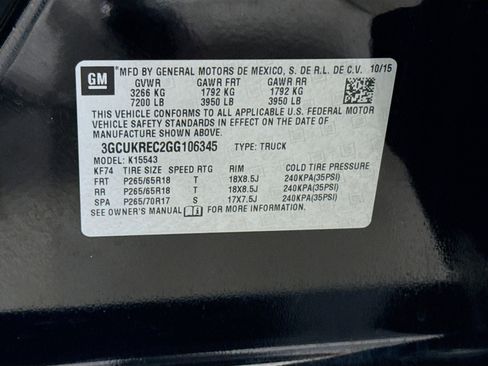 GM
MFD BY GENERAL MOTORS DE MEXICO, S. DE R.L. DE C.V. 10/15
GVWR GAWR FRT GAWR RR
3266 KG 1792 KG 1792 KG
7200 LB 3950 LB 3950 LB
THIS VEHICLE CONFORMS TO ALL APPLICABLE U.S. FEDERAL MOTOR
VEHICLE SAFETY STANDARDS IN EFFECT ON THE DATE OF
MANUFACTURE SHOWN ABOVE.
3GCUKREC2GG106345 TYPE: TRUCK
MODEL: K15543
KF74 TIRE SIZE SPEED RTG RIM COLD TIRE PRESSURE
FRT P265/65R18 T 18X8.5J 240KPA(35PSI)
RR P265/65R18 T 18X8.5J 240KPA(35PSI)
SPA P265/70R17 S 17X7.5J 240KPA(35PSI)
SEE OWNER'S MANUAL FOR MORE INFORMATION.